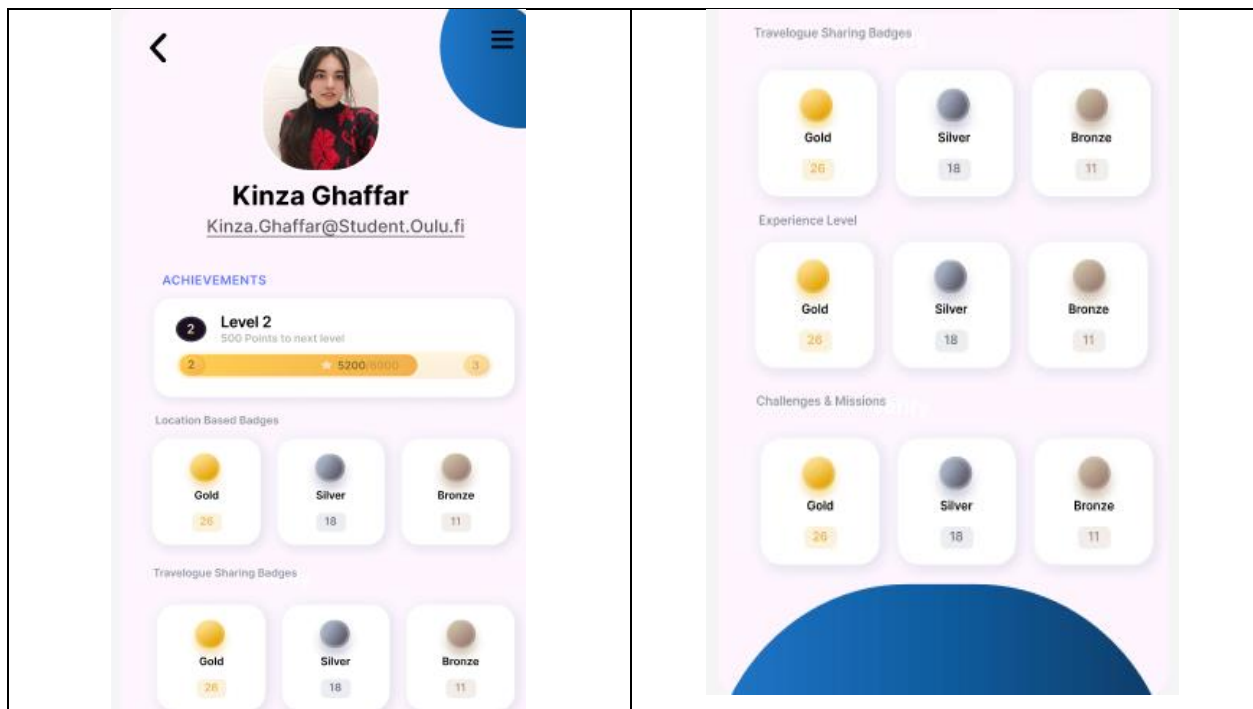 Kinza Ghaffar
Kinza.Ghaffar@Student.Oulu.fi
ACHIEVEMENTS
2
Level 2
500 Points to next level
2 5200/6000 3
Location Based Badges
Gold Silver Bronze
26 18 11
Travelogue Sharing Badges
Gold Silver Bronze
26 18 11
Travelogue Sharing Badges
Gold Silver Bronze
26 18 11
Experience Level
Gold Silver Bronze
26 18 11
Challenges & Missions
Gold Silver Bronze
26 18 11